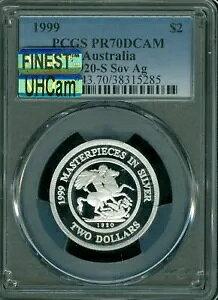 1999 $2
PCGS PR70DCAM
Australia
20-S Sov Ag
43.70/38315285
FINEST
UHCam
1999 MASTERPIECES IN SILVER
1920
TWO DOLLARS